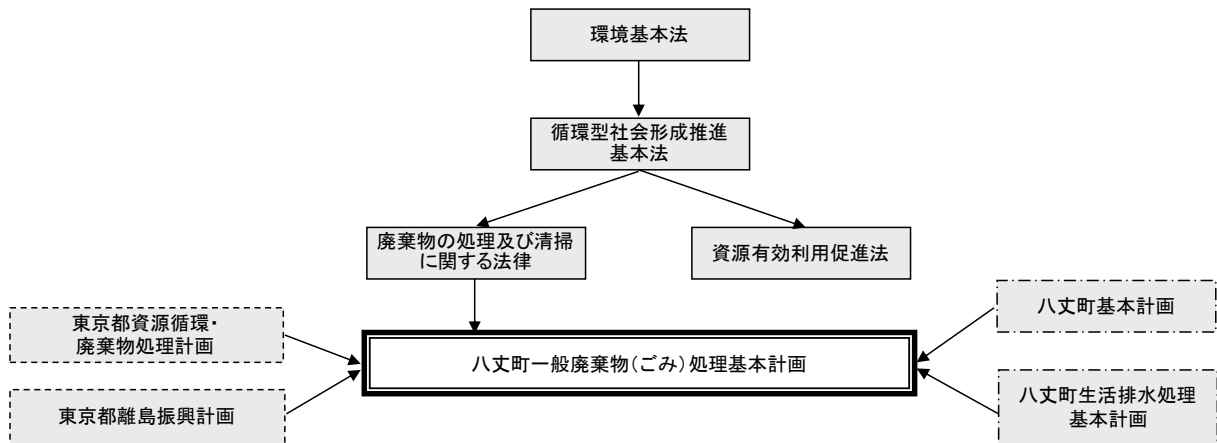 環境基本法
循環型社会形成推進
基本法
廃棄物の処理及び清掃
に関する法律
資源有効利用促進法
東京都資源循環・
廃棄物処理計画
八丈町基本計画
八丈町一般廃棄物(ごみ)処理基本計画
東京都離島振興計画
八丈町生活排水処理
基本計画